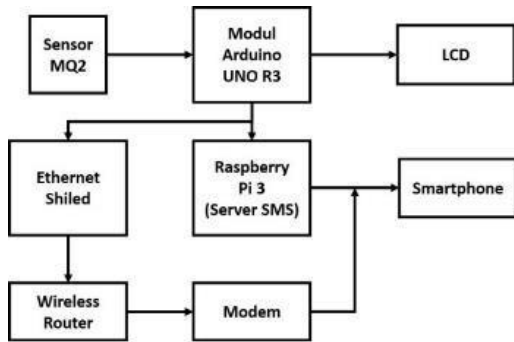 Sensor
MQ2
Modul
Arduino
UNO R3
LCD
Ethernet
Shiled
Raspberry
Pi 3
(Server SMS)
Smartphone
Wireless
Router
Modem